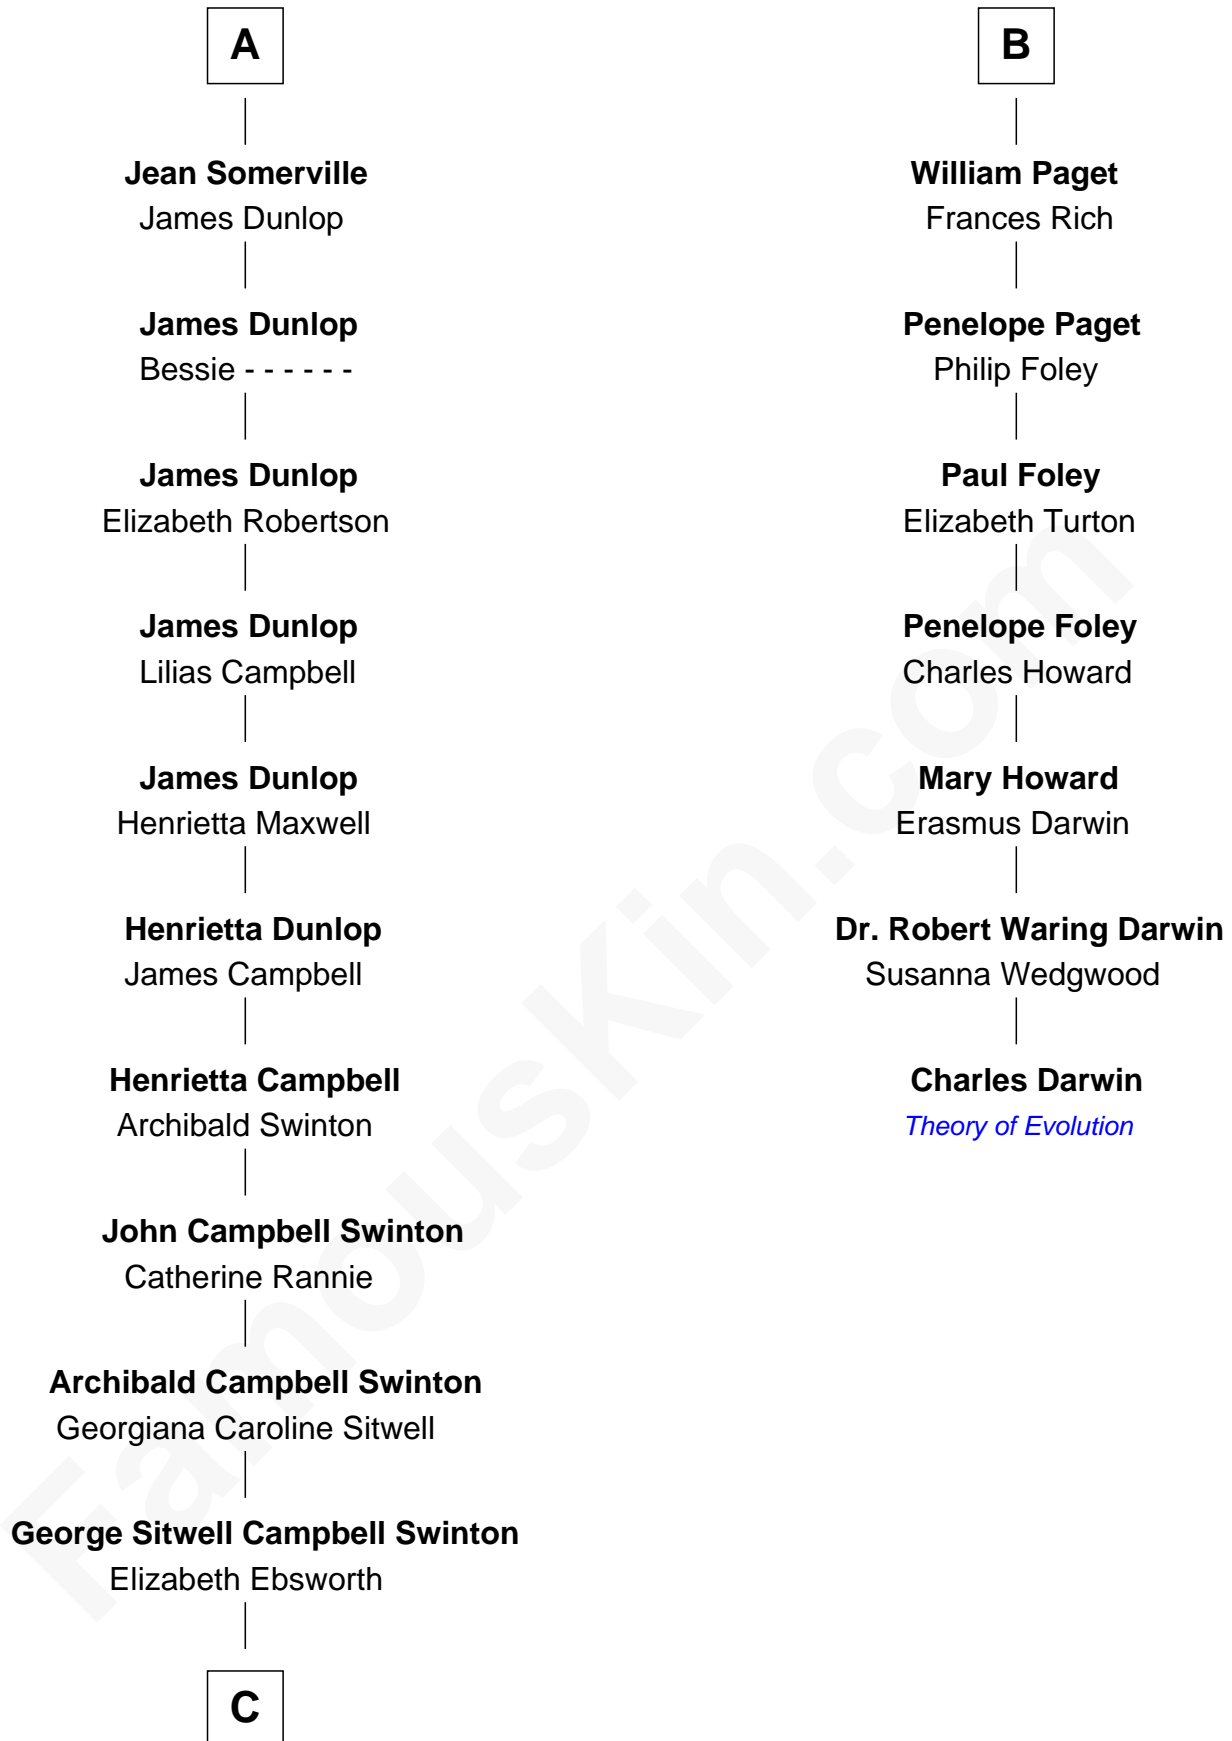 A
Jean Somerville
James Dunlop
James Dunlop
Bessie - - - - - -
James Dunlop
Elizabeth Robertson
James Dunlop
Lilias Campbell
James Dunlop
Henrietta Maxwell
Henrietta Dunlop
James Campbell
Henrietta Campbell
Archibald Swinton
John Campbell Swinton
Catherine Rannie
Archibald Campbell Swinton
Georgiana Caroline Sitwell
George Sitwell Campbell Swinton
Elizabeth Ebsworth
C
B
William Paget
Frances Rich
Penelope Paget
Philip Foley
Paul Foley
Elizabeth Turton
Penelope Foley
Charles Howard
Mary Howard
Erasmus Darwin
Dr. Robert Waring Darwin
Susanna Wedgwood
Charles Darwin
Theory of Evolution
FamousKin.com